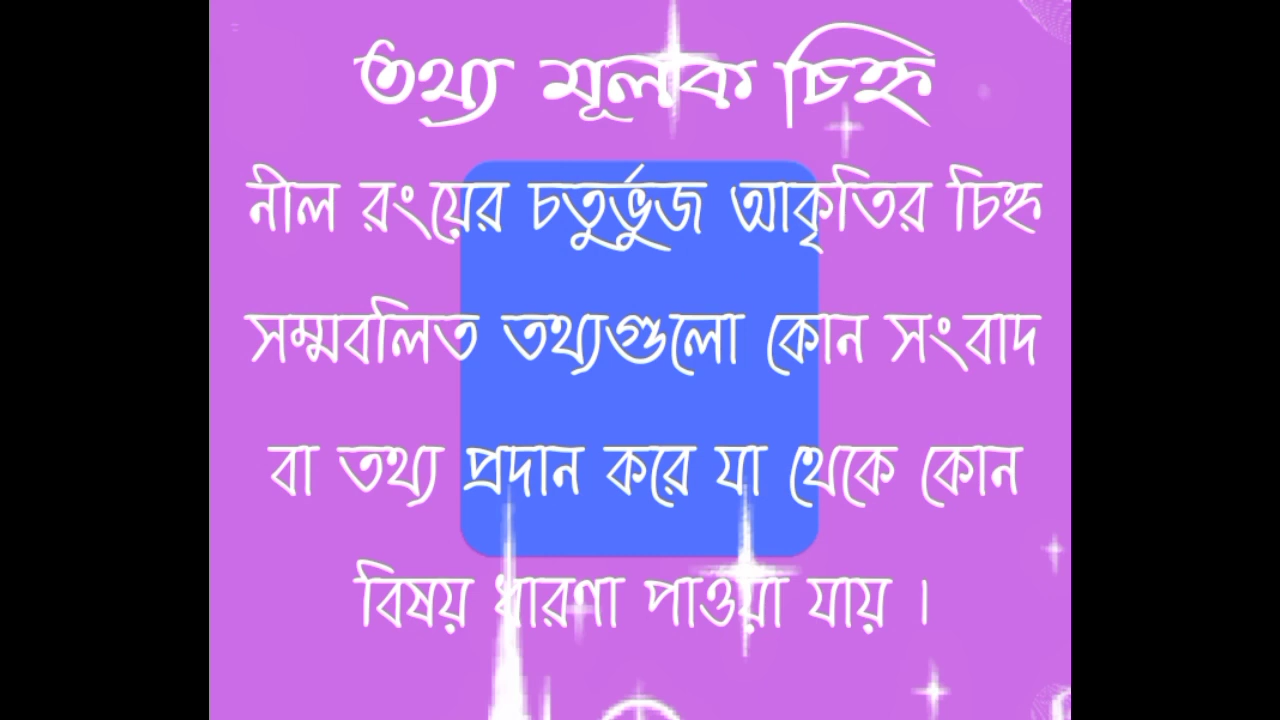 তথ্য মূলক চিহ্ন
নীল রংয়ের চতুর্ভুজ আকৃতির চিহ্ন
সম্মবলিত তথ্যগুলো কোন সংবাদ
বা তথ্য প্রদান করে যা থেকে কোন
বিষয় ধারণা পাওয়া যায় ।